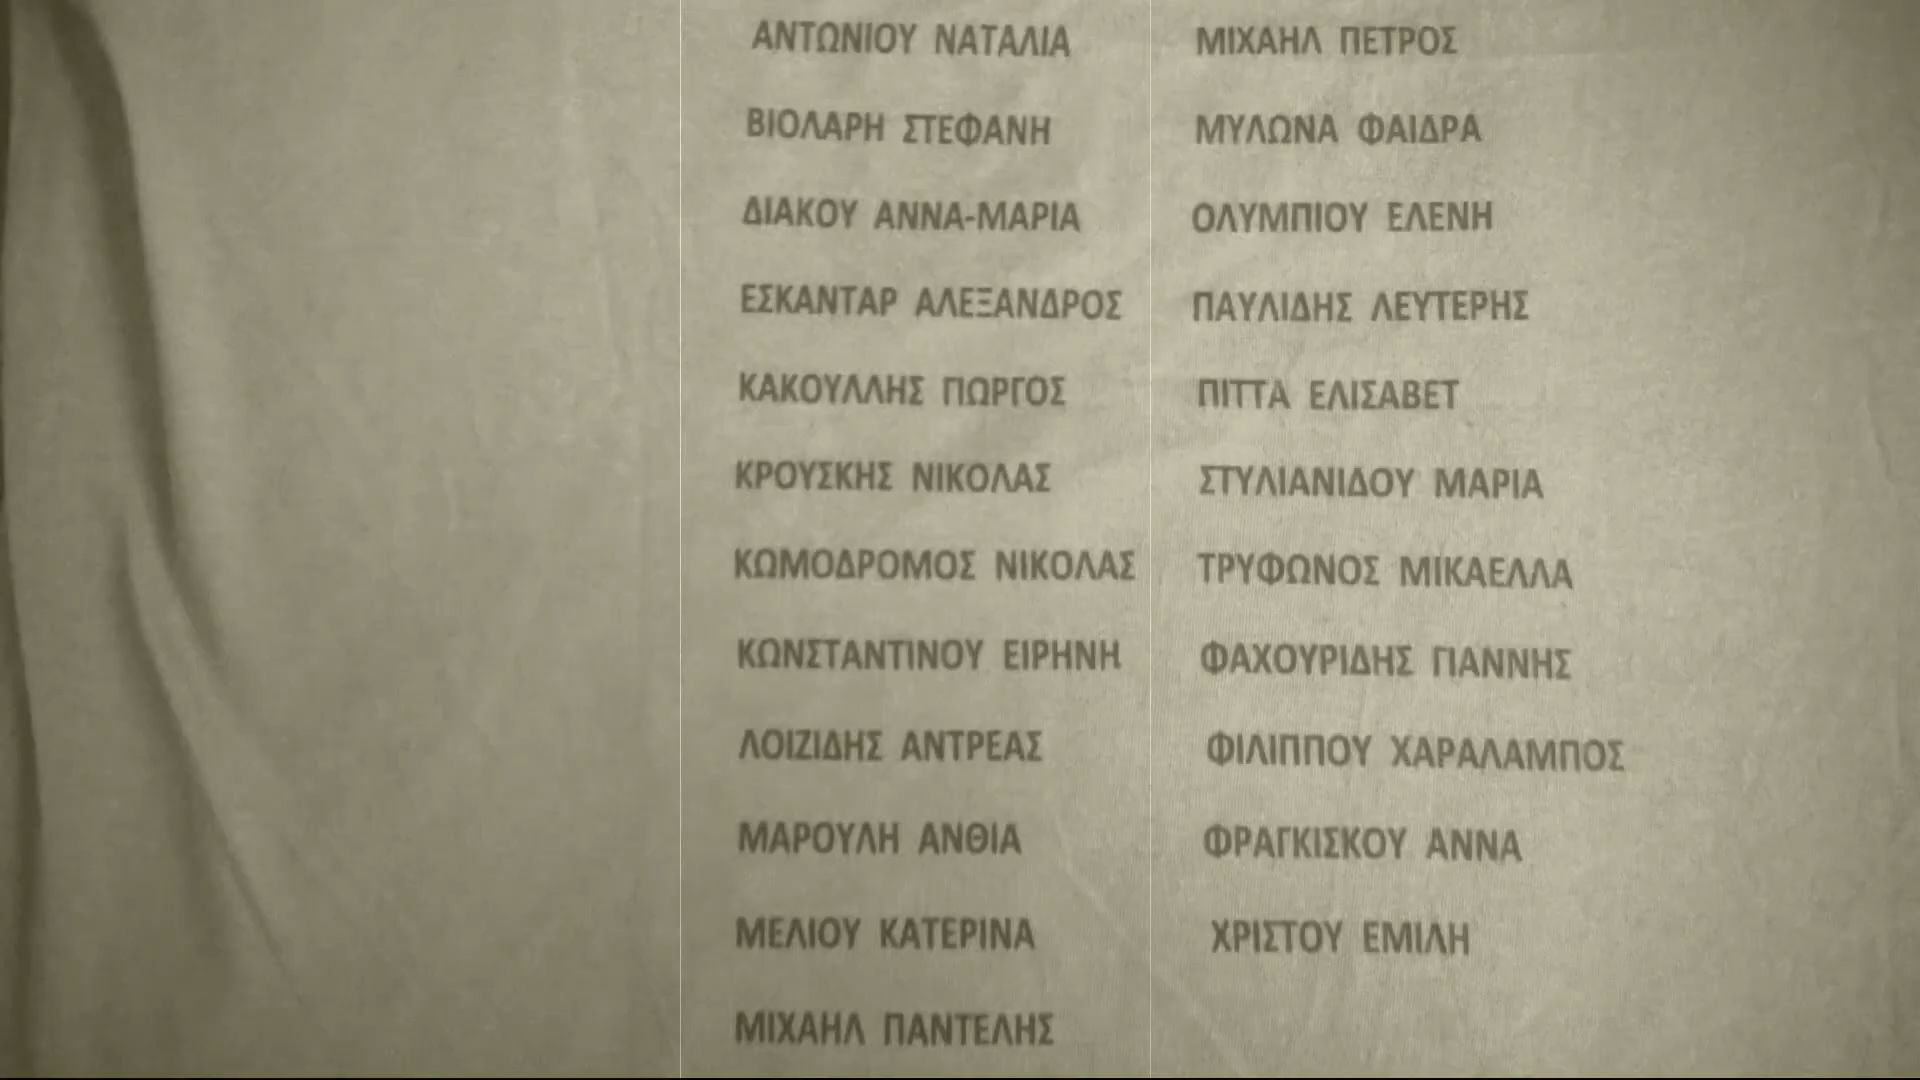 ΑΝΤΩΝΙΟΥ ΝΑΤΑΛΙΑ
ΒΙΟΛΑΡΗ ΣΤΕΦΑΝΗ
ΔΙΑΚΟΥ ΑΝΝΑ-ΜΑΡΙΑ
ΕΣΚΑΝΤΑΡ ΑΛΕΞΑΝΔΡΟΣ
ΚΑΚΟΥΛΛΗΣ ΓΙΩΡΓΟΣ
ΚΡΟΥΣΚΗΣ ΝΙΚΟΛΑΣ
ΚΩΜΟΔΡΟΜΟΣ ΝΙΚΟΛΑΣ
ΚΩΝΣΤΑΝΤΙΝΟΥ ΕΙΡΗΝΗ
ΛΟΙΖΙΔΗΣ ΑΝΤΡΕΑΣ
ΜΑΡΟΥΛΗ ΑΝΘΙΑ
ΜΕΛΙΟΥ ΚΑΤΕΡΙΝΑ
ΜΙΧΑΗΛ ΠΑΝΤΕΛΗΣ
ΜΙΧΑΗΛ ΠΕΤΡΟΣ
ΜΥΛΩΝΑ ΦΑΙΔΡΑ
ΟΛΥΜΠΙΟΥ ΕΛΕΝΗ
ΠΑΥΛΙΔΗΣ ΛΕΥΤΕΡΗΣ
ΠΙΤΤΑ ΕΛΙΣΑΒΕΤ
ΣΤΥΛΙΑΝΙΔΟΥ ΜΑΡΙΑ
ΤΡΥΦΩΝΟΣ ΜΙΚΑΕΛΛΑ
ΦΑΧΟΥΡΙΔΗΣ ΓΙΑΝΝΗΣ
ΦΙΛΙΠΠΟΥ ΧΑΡΑΛΑΜΠΟΣ
ΦΡΑΓΚΙΣΚΟΥ ΑΝΝΑ
ΧΡΙΣΤΟΥ ΕΜΙΛΗ